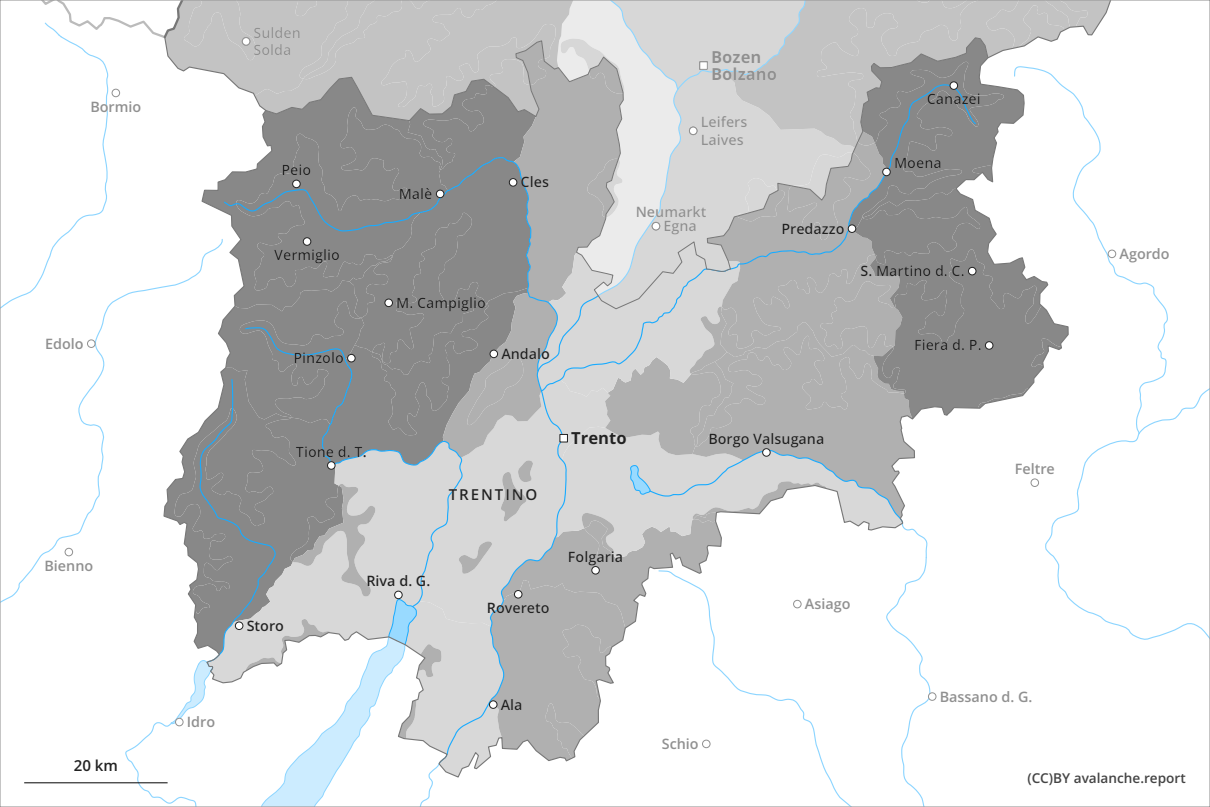 Sulden
Solda
Bozen
Bolzano
Bormio
Canazei
Leifers
Laives
Moena
Peio
Malè
Cles
Neumarkt
Egna
Predazzo
Vermiglio
Agordo
S. Martino d. C.
M. Campiglio
Edolo
Pinzolo
Andalo
Fiera d. P.
Trento
Borgo Valsugana
Tione d. T.
Feltre
TRENTINO
Bienno
Folgaria
Riva d. G.
Rovereto
Asiago
Storo
Bassano d. G.
Ala
Idro
Schio
20 km
(CC)BY avalanche.report